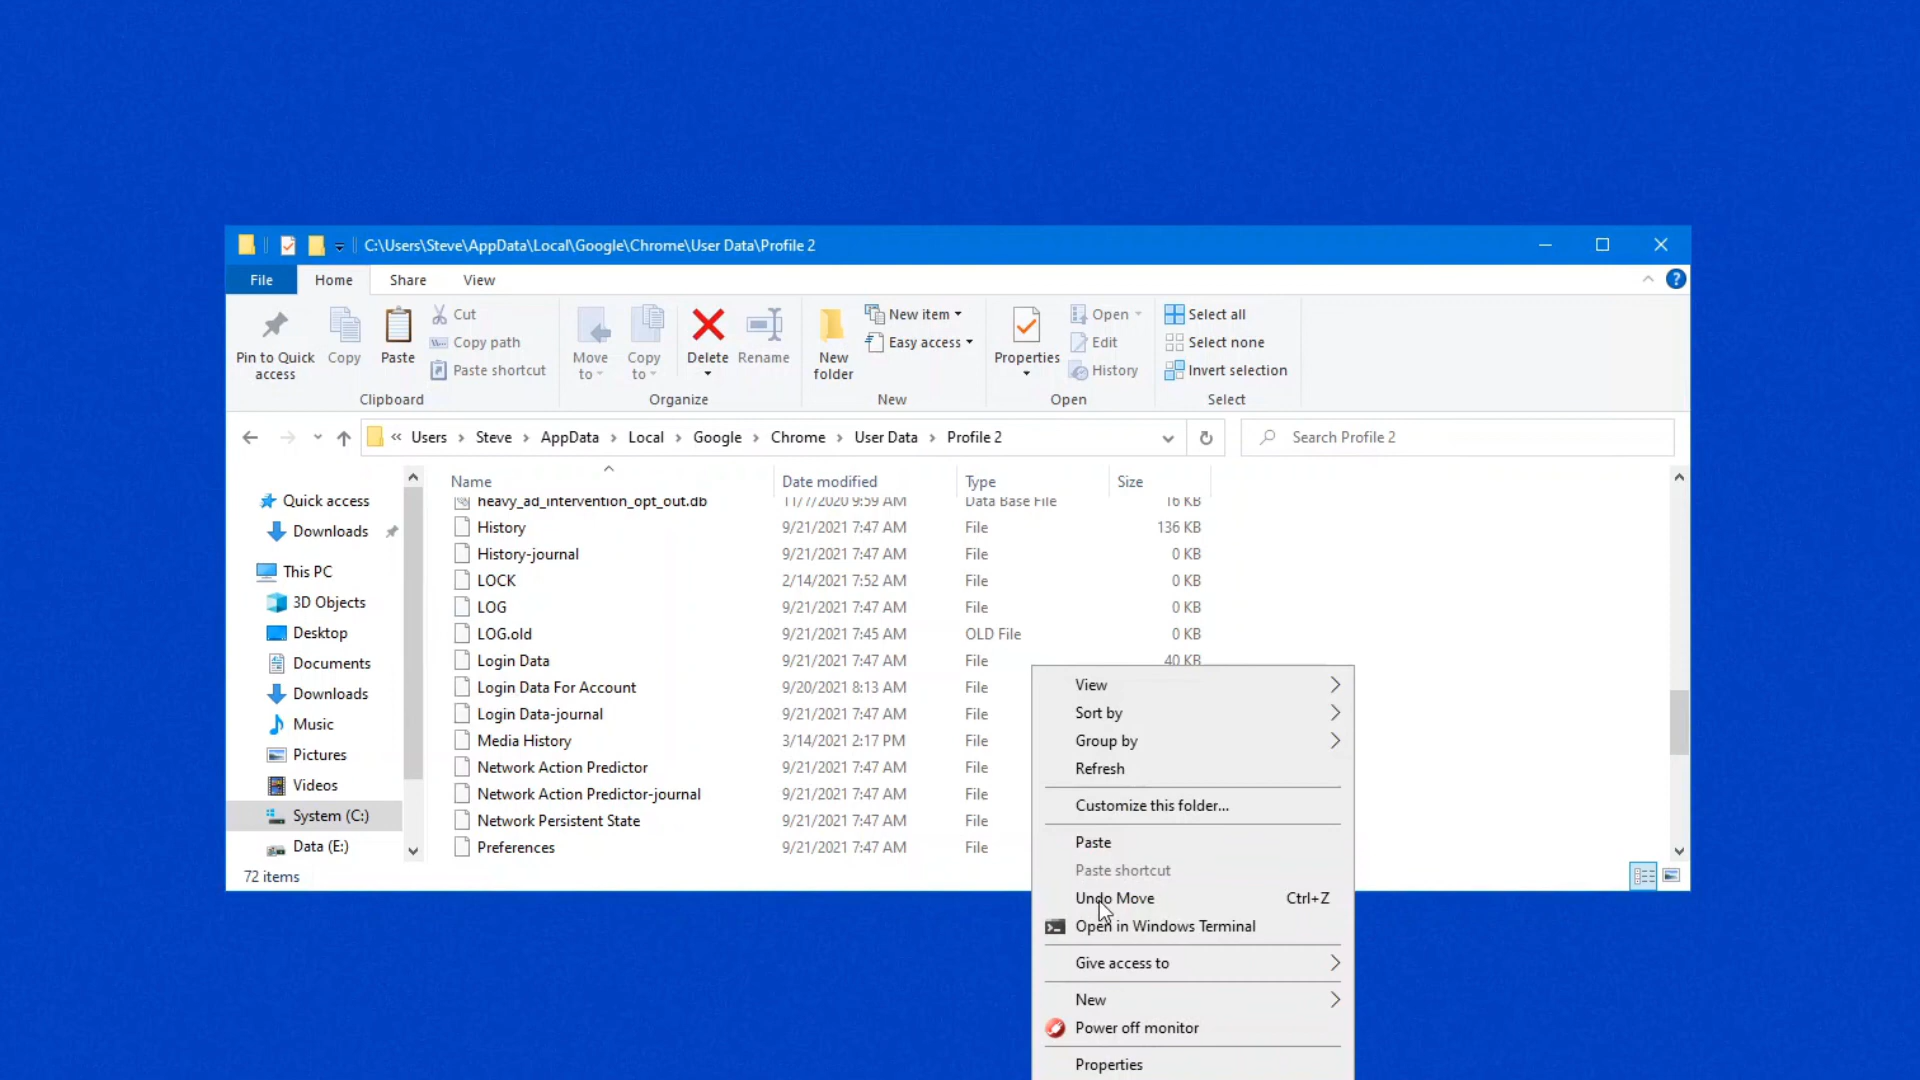 C:\Users\Steve\AppData\Local\Google\Chrome\User Data\Profile 2
File Home Share View
Pin to Quick access
Copy
Paste
Cut
Copy path
Paste shortcut
Clipboard
Move to
Copy to
Delete
Rename
Organize
New folder
New item
Easy access
New
Properties
Open
Edit
History
Open
Select all
Select none
Invert selection
Select
« Users > Steve > AppData > Local > Google > Chrome > User Data > Profile 2
Search Profile 2
Quick access
Downloads
This PC
3D Objects
Desktop
Documents
Downloads
Music
Pictures
Videos
System (C:)
Data (E:)
Name Date modified Type Size
heavy_ad_intervention_opt_out.db 11/7/2020 9:59 AM Data Base File 16 KB
History 9/21/2021 7:47 AM File 136 KB
History-journal 9/21/2021 7:47 AM File 0 KB
LOCK 2/14/2021 7:52 AM File 0 KB
LOG 9/21/2021 7:47 AM File 0 KB
LOG.old 9/21/2021 7:45 AM OLD File 0 KB
Login Data 9/21/2021 7:47 AM File 40 KB
Login Data For Account 9/20/2021 8:13 AM File
Login Data-journal 9/21/2021 7:47 AM File
Media History 3/14/2021 2:17 PM File
Network Action Predictor 9/21/2021 7:47 AM File
Network Action Predictor-journal 9/21/2021 7:47 AM File
Network Persistent State 9/21/2021 7:47 AM File
Preferences 9/21/2021 7:47 AM File
72 items
View
Sort by
Group by
Refresh
Customize this folder...
Paste
Paste shortcut
Undo Move Ctrl+Z
Open in Windows Terminal
Give access to
New
Power off monitor
Properties